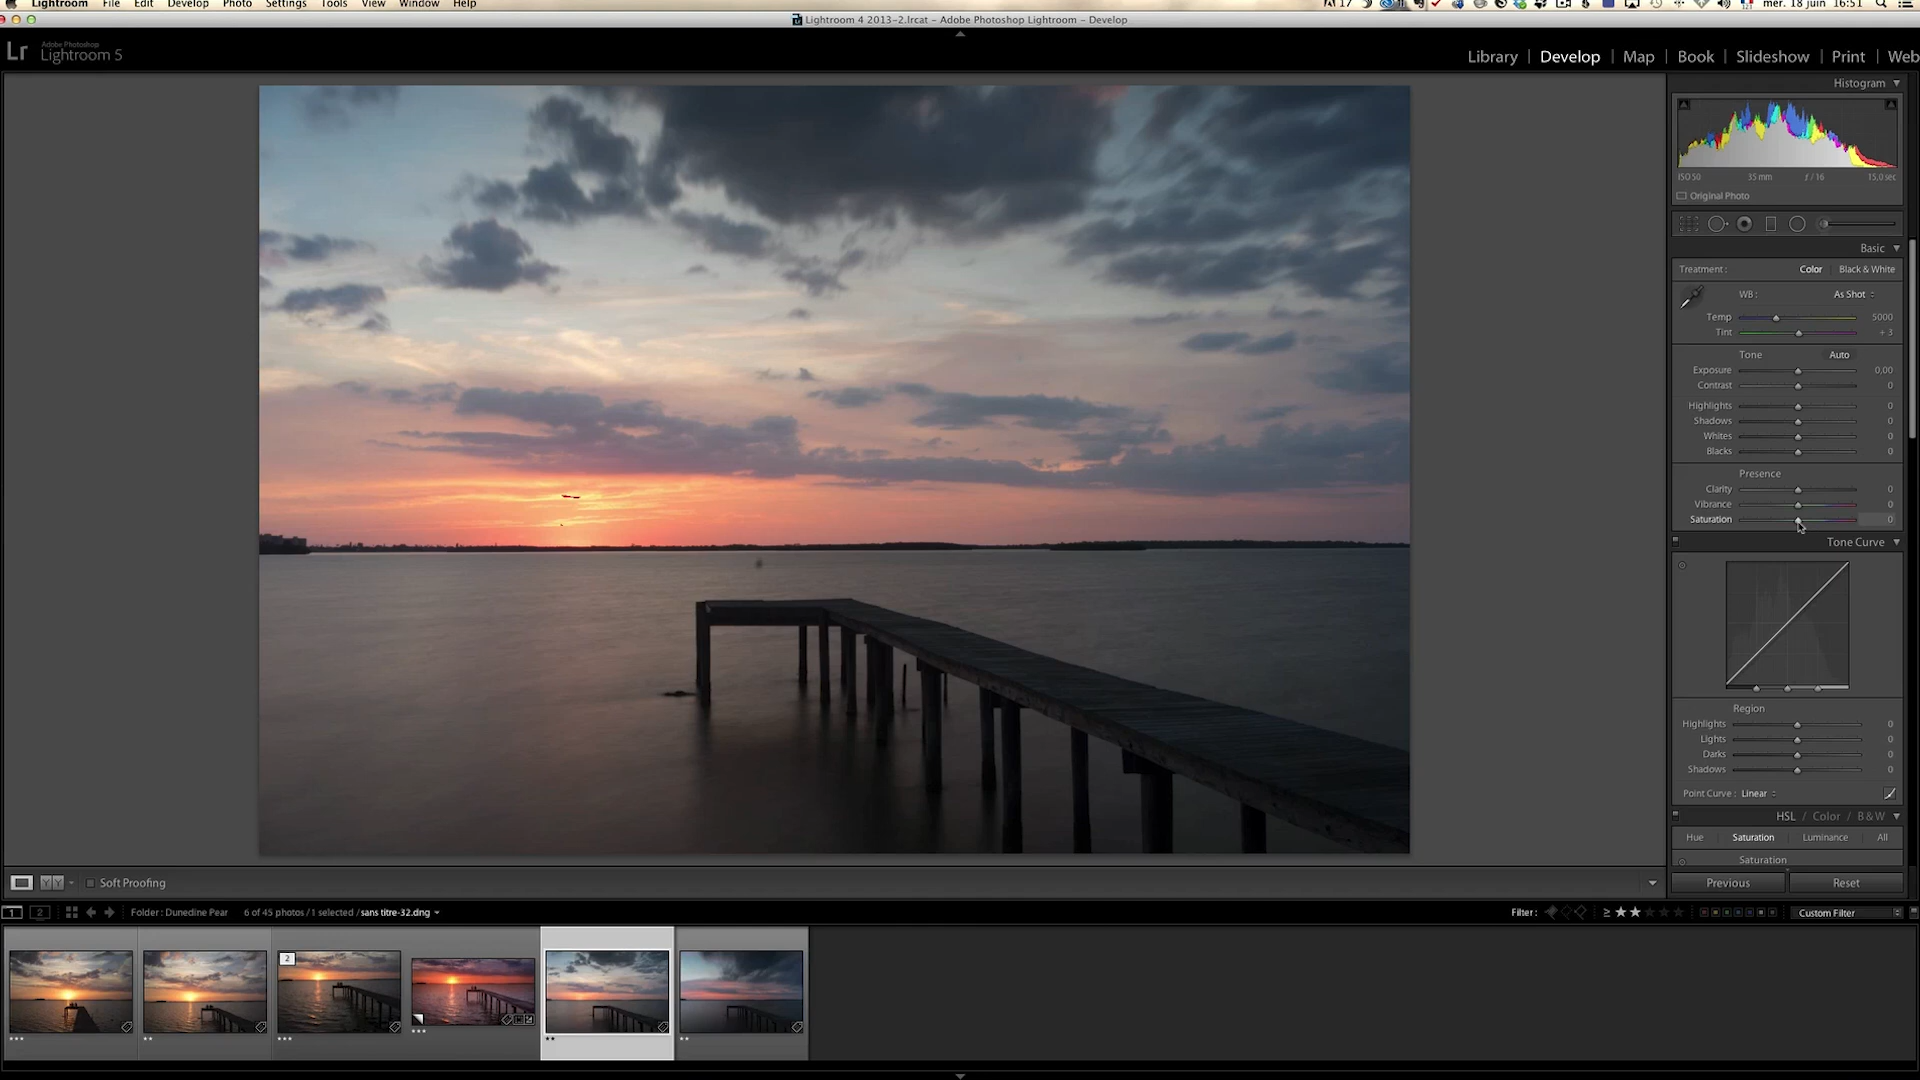 Lightroom File Edit Develop Photo Settings Tools View Window Help 17 mer. 18 juin 16:51
Lightroom 4 2013-2.lrcat – Adobe Photoshop Lightroom – Develop
Lr Adobe Photoshop
Lightroom 5
Library | Develop | Map | Book | Slideshow | Print | Web
Histogram
ISO 50 35 mm ƒ / 16 15,0 sec
Original Photo
Basic
Treatment : Color Black & White
WB : As Shot
Temp 5000
Tint + 3
Tone Auto
Exposure 0,00
Contrast 0
Highlights 0
Shadows 0
Whites 0
Blacks 0
Presence
Clarity 0
Vibrance 0
Saturation 0
Tone Curve
Region
Highlights 0
Lights 0
Darks 0
Shadows 0
Point Curve : Linear
HSL / Color / B & W
Hue Saturation Luminance All
Saturation
Previous Reset
YY Soft Proofing
1 2 Folder : Dunedine Pear 6 of 45 photos / 1 selected / sans titre-32.dng Filter : ≥ ★★ Custom Filter
2